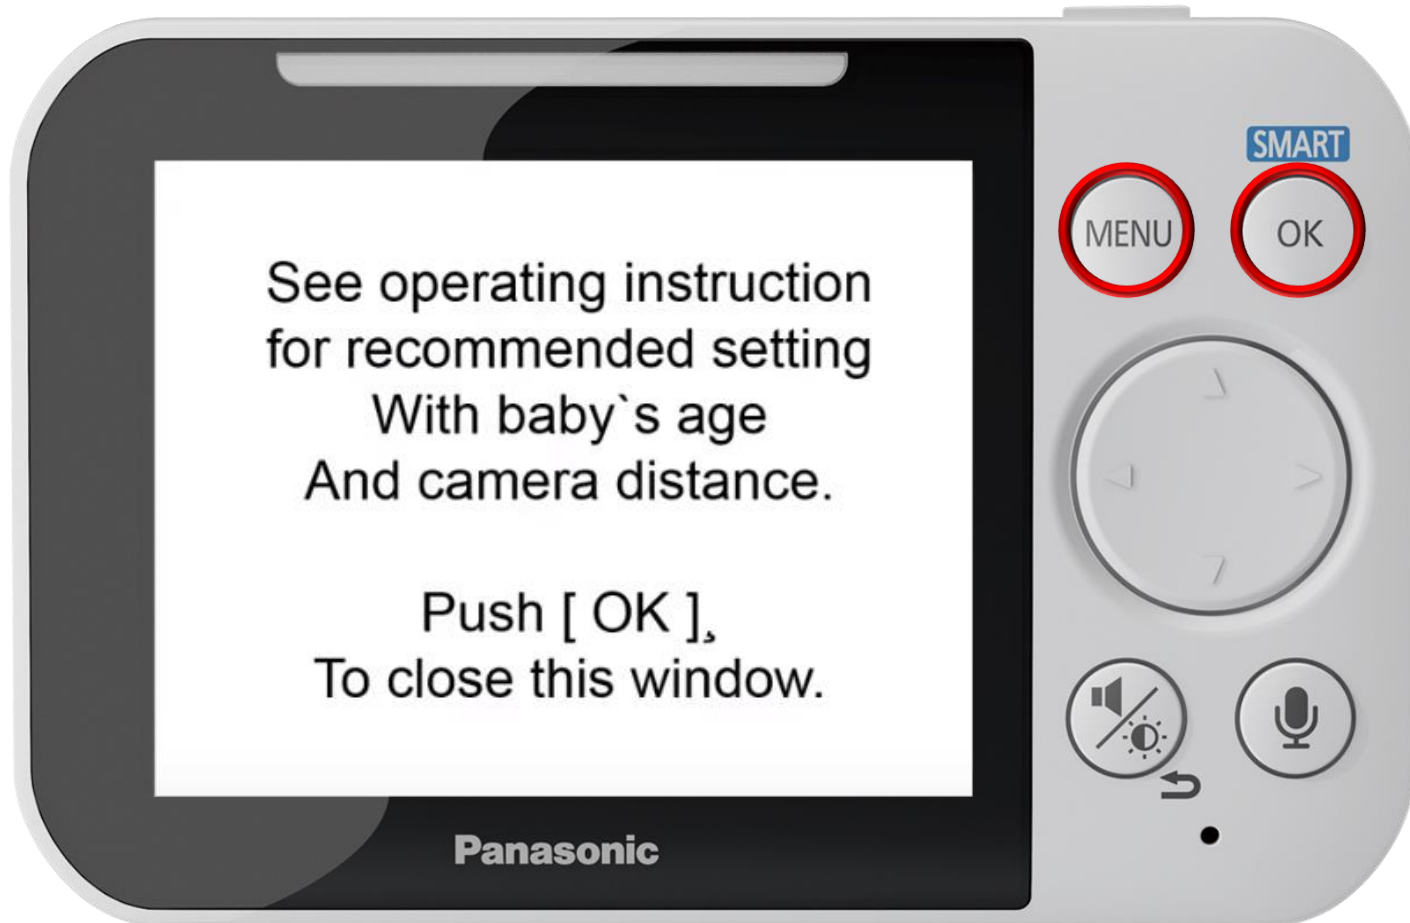 SMART
MENU
OK
See operating instruction
for recommended setting
With baby`s age
And camera distance.
Push [ OK ]¸
To close this window.
Panasonic